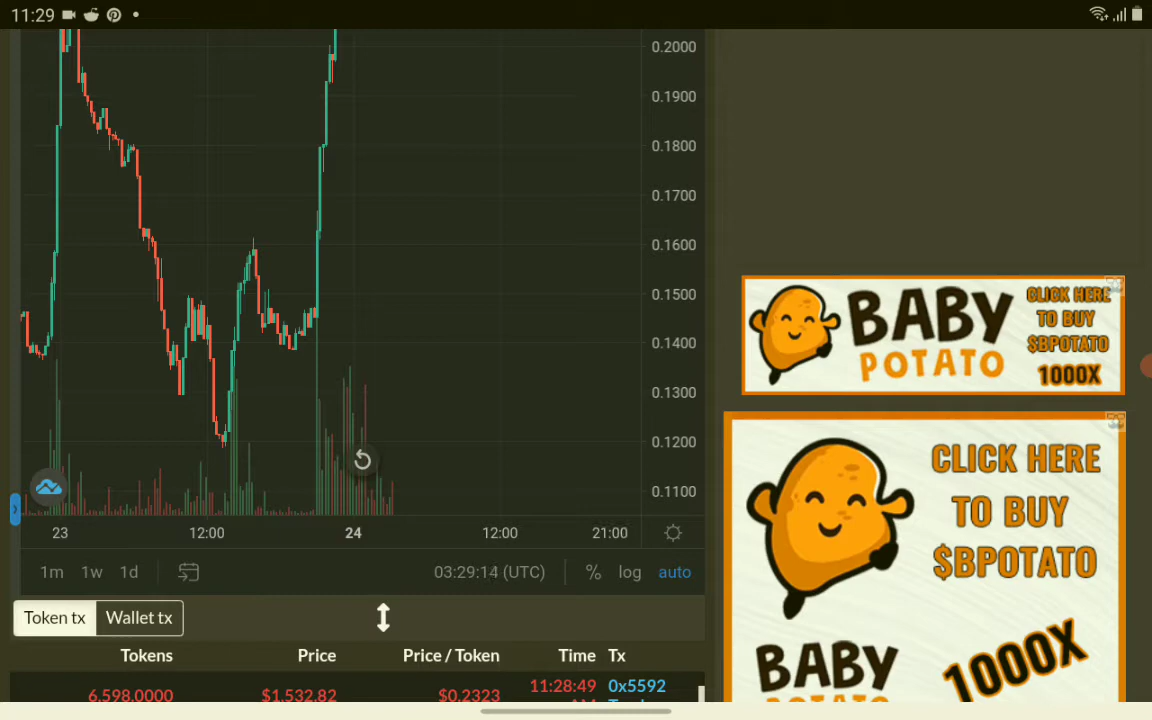 11:29
0.2000
0.1900
0.1800
0.1700
0.1600
0.1500
0.1400
0.1300
0.1200
0.1100
23 12:00 24 12:00 21:00
1m 1w 1d 03:29:14 (UTC) % log auto
Token tx Wallet tx
Tokens Price Price / Token Time Tx
6,598.0000 $1,532.82 $0.2323 11:28:49 0x5592
BABY
POTATO
CLICK HERE
TO BUY
$BPOTATO
1000X
CLICK HERE
TO BUY
$BPOTATO
BABY
1000X